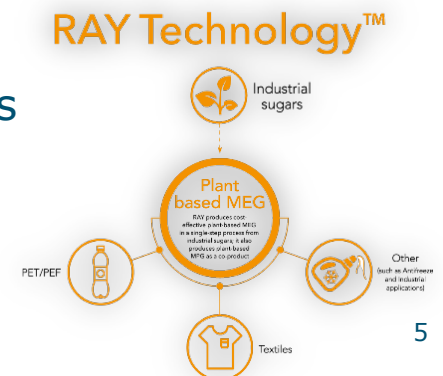 RAY Technology™
s
Industrial
sugars
Plant
based MEG
RAY produces cost-
effective plant-based MEG
in a single-step process from
industrial sugars; it also
produces plant-based
MPG as a co-product
PET/PEF
Other
(such as Antifreeze
and Industrial
applications)
Textiles
5